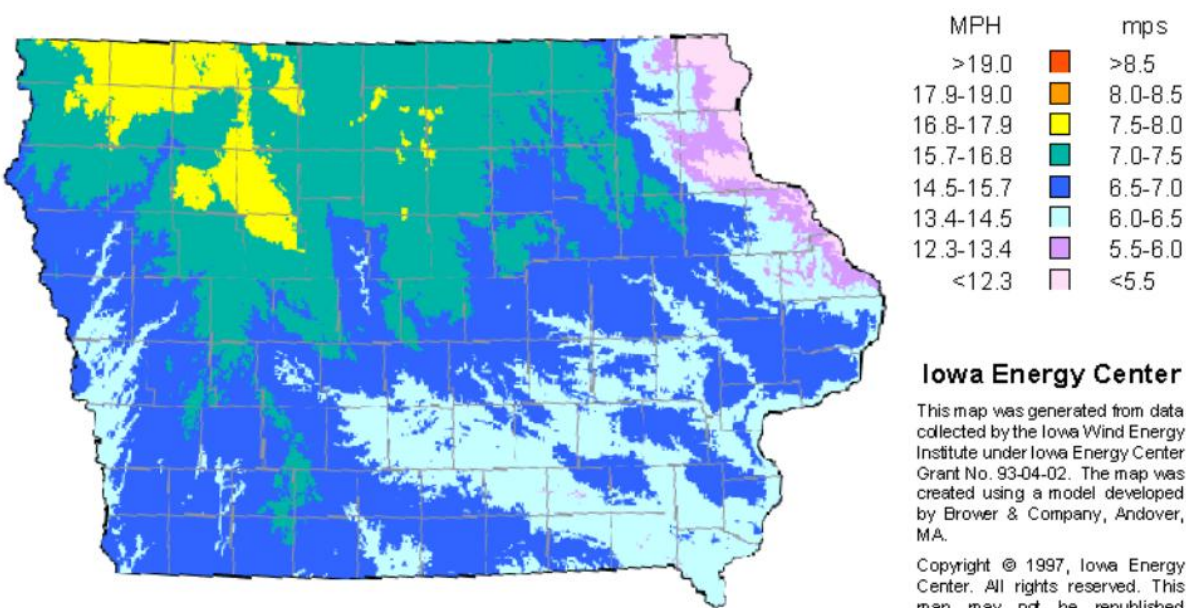 MPH mps
>19.0 >8.5
17.9-19.0 8.0-8.5
16.8-17.9 7.5-8.0
15.7-16.8 7.0-7.5
14.5-15.7 6.5-7.0
13.4-14.5 6.0-6.5
12.3-13.4 5.5-6.0
<12.3 <5.5
Iowa Energy Center
This map was generated from data
collected by the Iowa Wind Energy
Institute under Iowa Energy Center
Grant No. 93-04-02. The map was
created using a model developed
by Brower & Company, Andover,
MA.
Copyright © 1997, Iowa Energy
Center. All rights reserved. This
map may not be republished